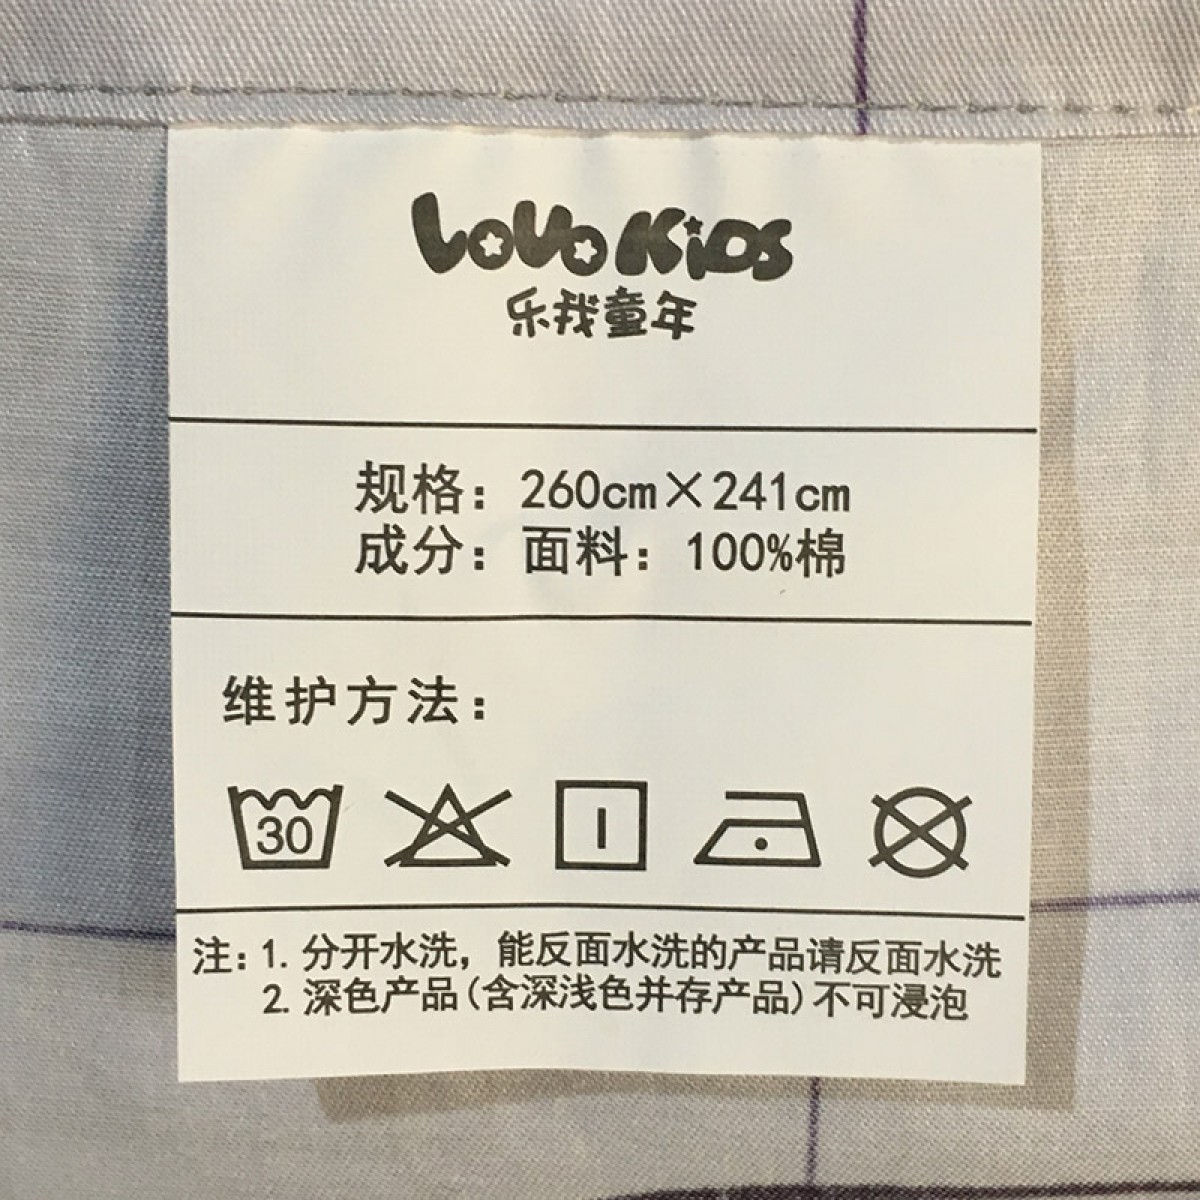 LOVO KiDS
乐我童年
规格：260cm×241cm
成分：面料：100%棉
维护方法：
30
注：1. 分开水洗，能反面水洗的产品请反面水洗
2. 深色产品(含深浅色并存产品)不可浸泡